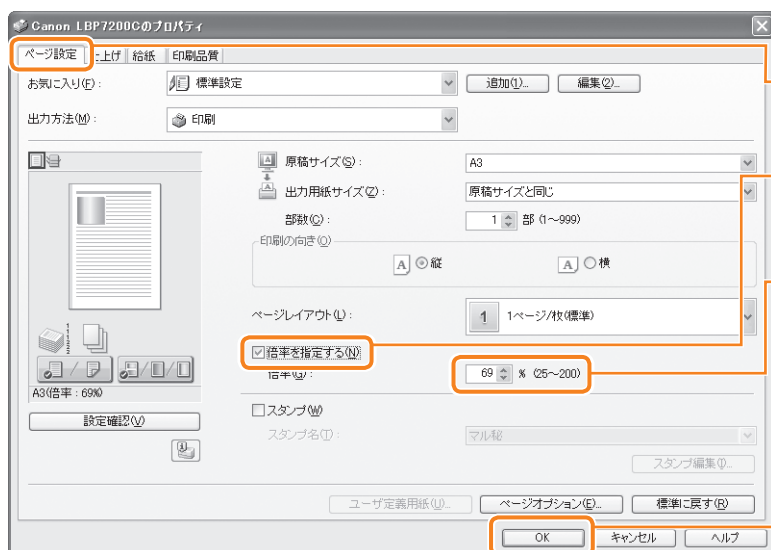 Canon LBP7200Cのプロパティ
ページ設定 仕上げ 給紙 印刷品質
お気に入り(F): 標準設定 追加(1)... 編集(2)...
出力方法(M): 印刷
原稿サイズ(S): A3
出力用紙サイズ(Z): 原稿サイズと同じ
部数(C): 1 部 (1～999)
印刷の向き(O)
A 縦 A 横
ページレイアウト(L): 1 1ページ/枚(標準)
倍率を指定する(N)
倍率(G): 69 % (25～200)
A3(倍率:69%)
設定確認(V)
スタンプ(W)
スタンプ名(T): マル秘
スタンプ編集(I)...
ユーザ定義用紙(U)... ページオプション(E)... 標準に戻す(R)
OK キャンセル ヘルプ